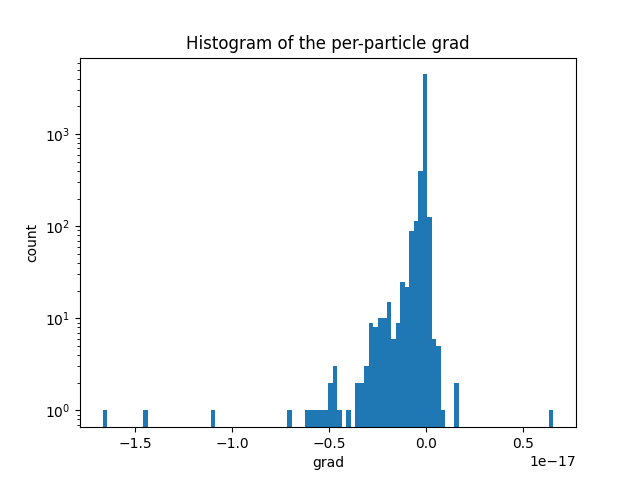 Histogram of the per-particle grad
count
10³
10²
10¹
10⁰
−1.5 −1.0 −0.5 0.0 0.5
1e−17
grad